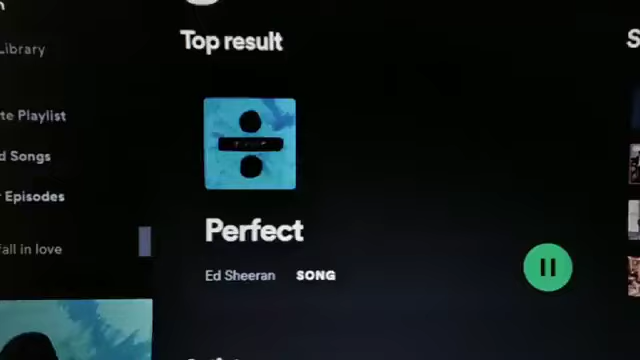 Library
Top result
te Playlist
d Songs
Episodes
fall in love
Perfect
Ed Sheeran SONG
S